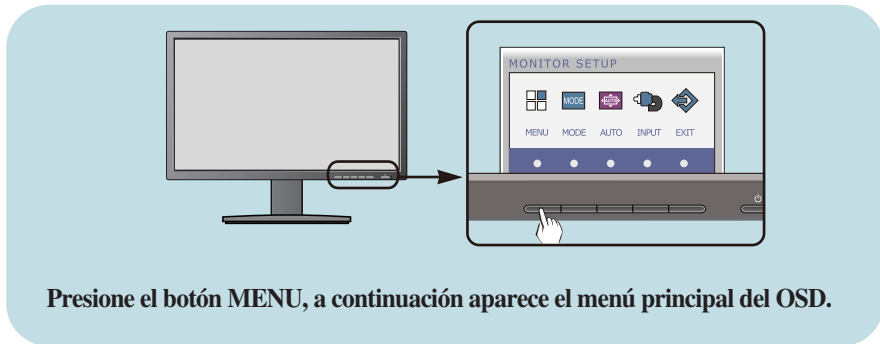 MONITOR SETUP
MODE
AUTO
MENU MODE AUTO INPUT EXIT
Presione el botón MENU, a continuación aparece el menú principal del OSD.